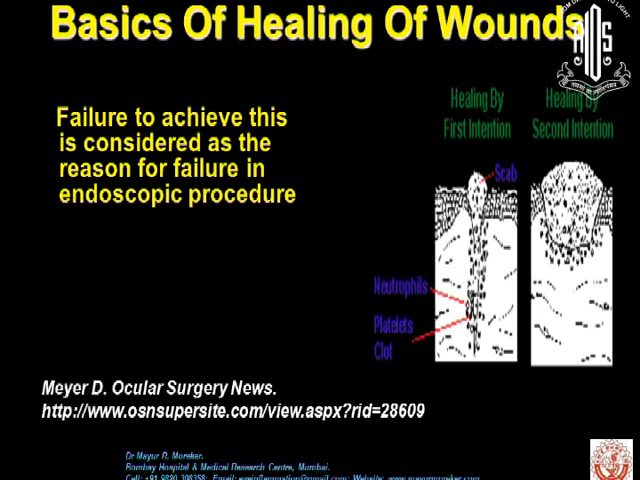 Basics Of Healing Of Wounds
Failure to achieve this
is considered as the
reason for failure in
endoscopic procedure
Healing By
First Intention
Healing By
Second Intention
Scab
Neutrophils
Platelets
Clot
Meyer D. Ocular Surgery News.
http://www.osnsupersite.com/view.aspx?rid=28609
Dr Mayur R. Moreker.
Bombay Hospital & Medical Research Centre, Mumbai.